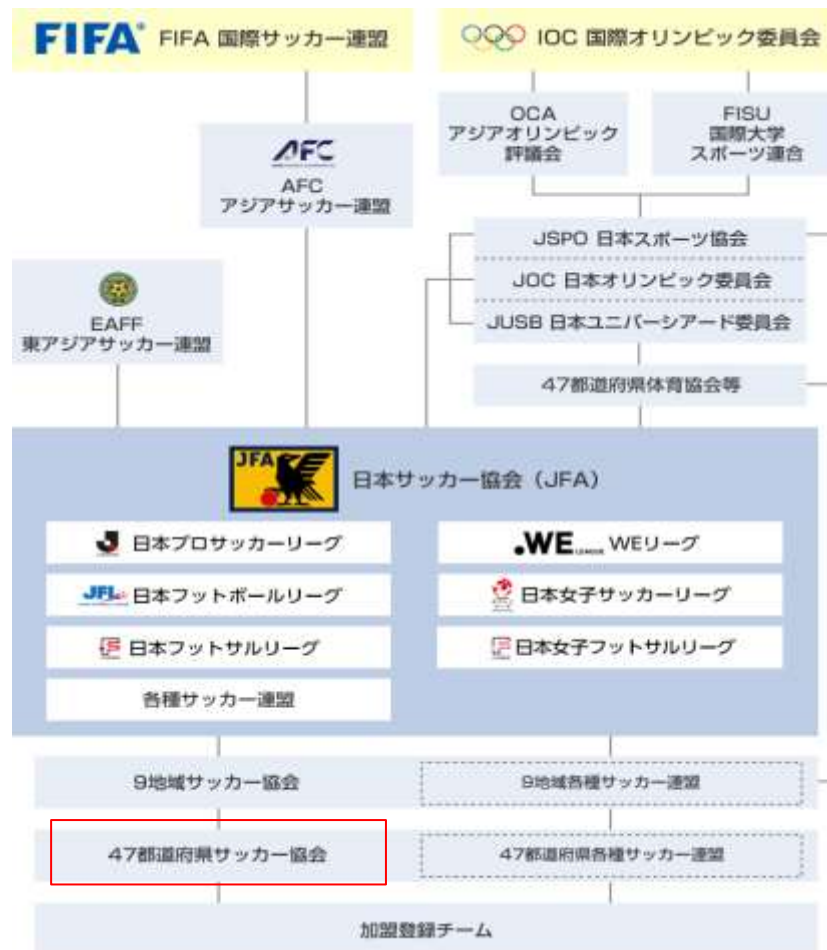 FIFA FIFA 国際サッカー連盟
IOC 国際オリンピック委員会
OCA
アジアオリンピック
評議会
FISU
国際大学
スポーツ連合
AFC
AFC
アジアサッカー連盟
JSPO 日本スポーツ協会
JOC 日本オリンピック委員会
JUSB 日本ユニバーシアード委員会
EAFF
東アジアサッカー連盟
47都道府県体育協会等
JFA
日本サッカー協会（JFA）
日本プロサッカーリーグ
.WE WEリーグ
JFL 日本フットボールリーグ
日本女子サッカーリーグ
日本フットサルリーグ
日本女子フットサルリーグ
各種サッカー連盟
9地域サッカー協会
9地域各種サッカー連盟
47都道府県サッカー協会
47都道府県各種サッカー連盟
加盟登録チーム